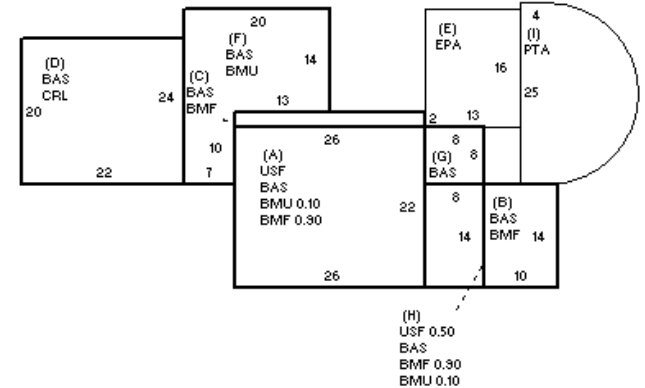 20
(F)
BAS
BMU
14
13
(D)
BAS
CRL
20
24
22
(C)
BAS
BMF
10
7
(E)
EPA
16
2
13
4
(I)
PTA
25
26
(A)
USF
BAS
BMU 0.10
BMF 0.90
22
26
8
(G)
8
BAS
8
14
(B)
BAS
BMF
14
10
(H)
USF 0.50
BAS
BMF 0.90
BMU 0.10